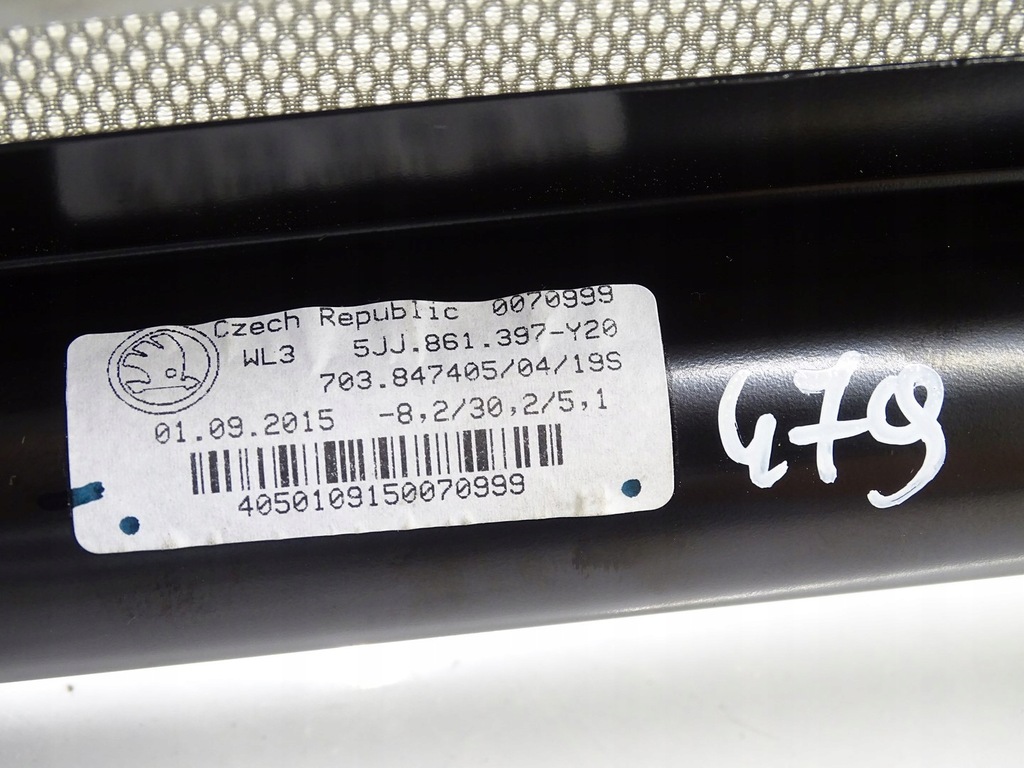 Czech Republic 0070999
WL3 5JJ.861.397-Y20
703.847405/04/19S
01.09.2015 -8,2/30,2/5,1
4050109150070999
479